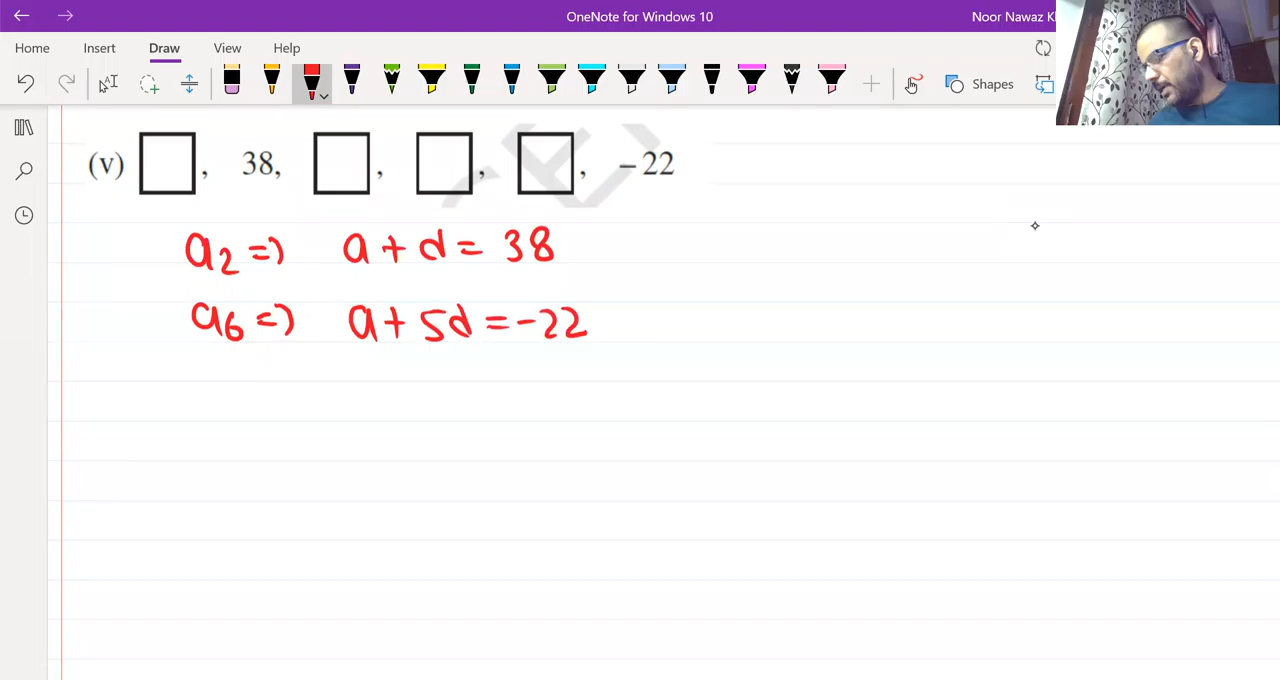 OneNote for Windows 10
Noor Nawaz Kh
Home Insert Draw View Help
Shapes
(v) ☐, 38, ☐, ☐, ☐, –22
a₂ => a + d = 38
a₆ => a + 5d = -22